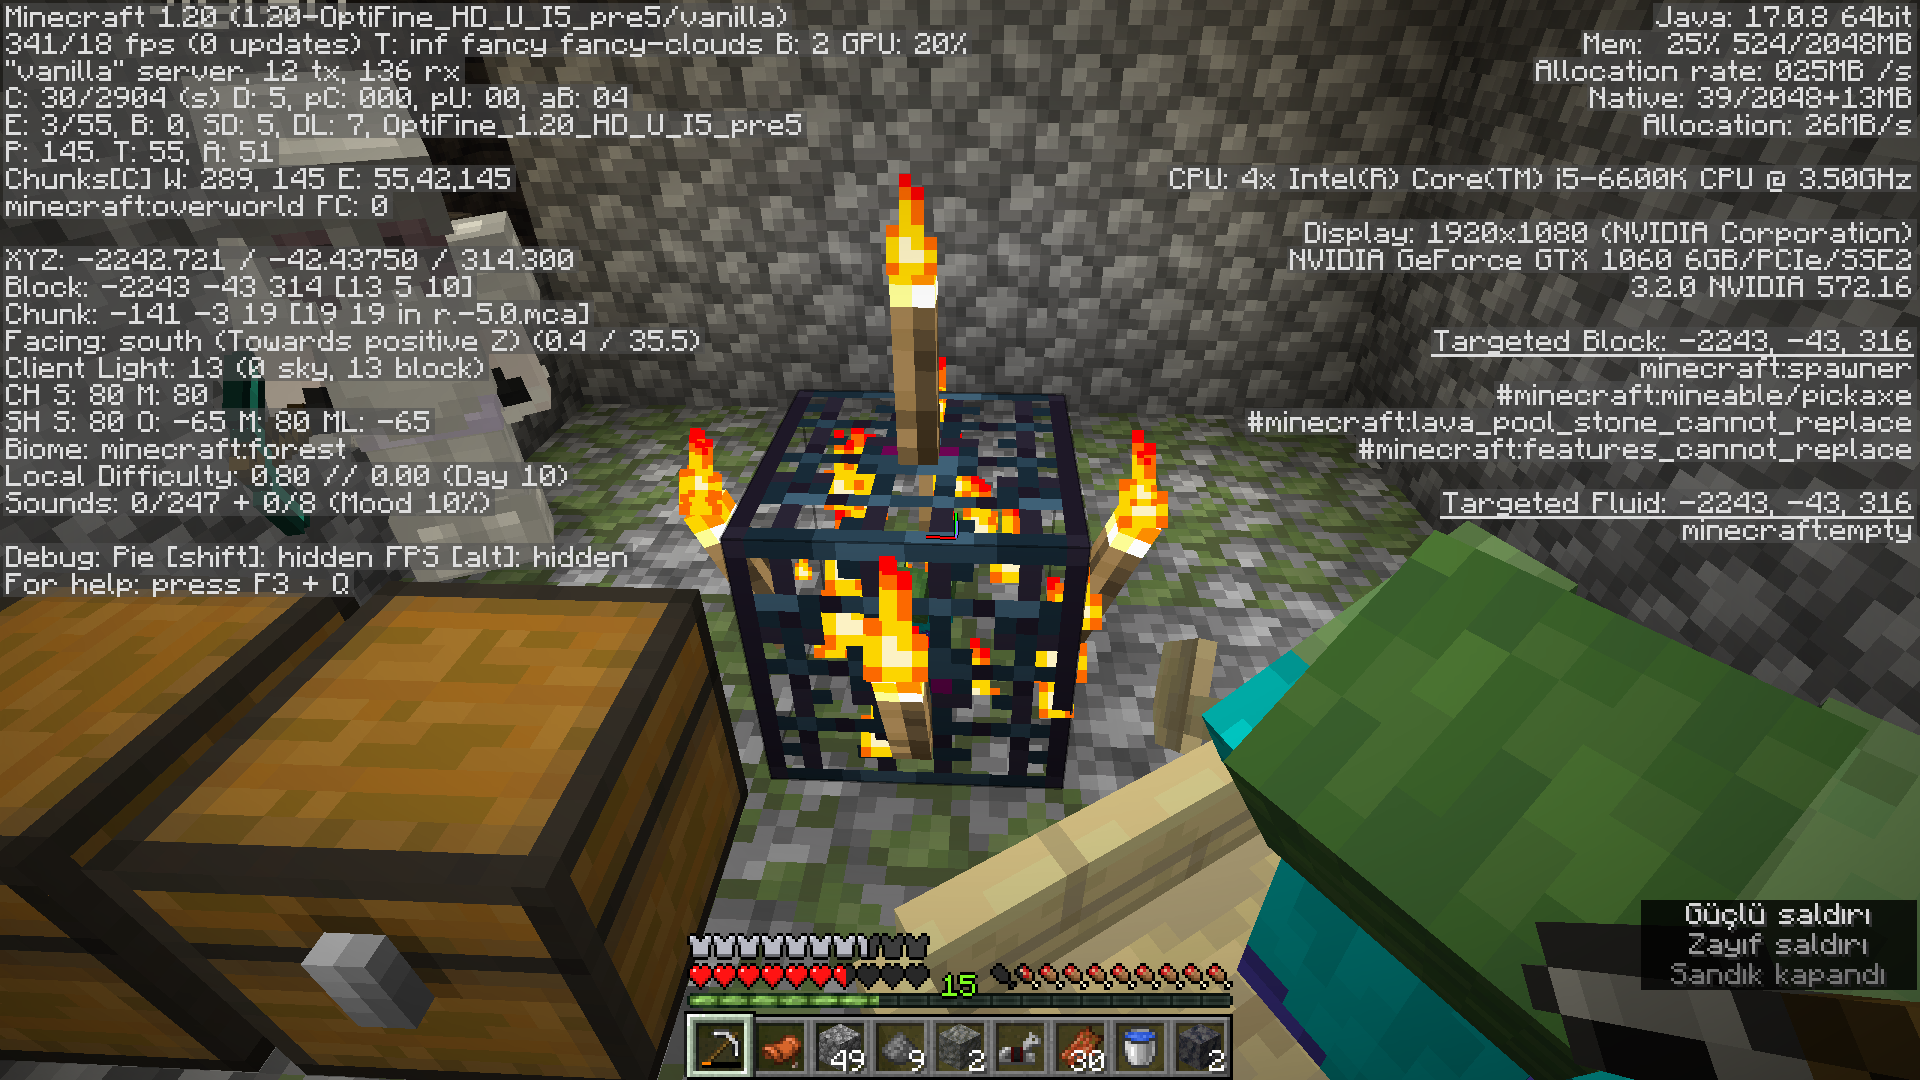 Minecraft 1.20 (1.20-OptiFine_HD_U_I5_pre5/vanilla)
341/18 fps (0 updates) T: inf fancy fancy-clouds B: 2 GPU: 20%
"vanilla" server, 12 tx, 136 rx
C: 30/2904 (s) D: 5, pC: 000, pU: 00, aB: 04
E: 3/55, B: 0, SD: 5, DL: 7, OptiFine_1.20_HD_U_I5_pre5
P: 145. T: 55, A: 51
Chunks[C] W: 289, 145 E: 55,42,145
minecraft:overworld FC: 0
XYZ: -2242.721 / -42.43750 / 314.300
Block: -2243 -43 314 [13 5 10]
Chunk: -141 -3 19 [19 19 in r.-5.0.mca]
Facing: south (Towards positive Z) (0.4 / 35.5)
Client Light: 13 (0 sky, 13 block)
CH S: 80 M: 80
SH S: 80 O: -65 M: 80 ML: -65
Biome: minecraft:forest
Local Difficulty: 0.80 // 0.00 (Day 10)
Sounds: 0/247 + 0/8 (Mood 10%)
Debug: Pie [shift]: hidden FPS [alt]: hidden
For help: press F3 + Q
Java: 17.0.8 64bit
Mem: 25% 524/2048MB
Allocation rate: 025MB /s
Native: 39/2048+13MB
Allocation: 26MB/s
CPU: 4x Intel(R) Core(TM) i5-6600K CPU @ 3.50GHz
Display: 1920x1080 (NVIDIA Corporation)
NVIDIA GeForce GTX 1060 6GB/PCIe/SSE2
3.2.0 NVIDIA 572.16
Targeted Block: -2243, -43, 316
minecraft:spawner
#minecraft:mineable/pickaxe
#minecraft:lava_pool_stone_cannot_replace
#minecraft:features_cannot_replace
Targeted Fluid: -2243, -43, 316
minecraft:empty
Güçlü saldırı
Zayıf saldırı
Sandık kapandı
15
49 9 2 30 2